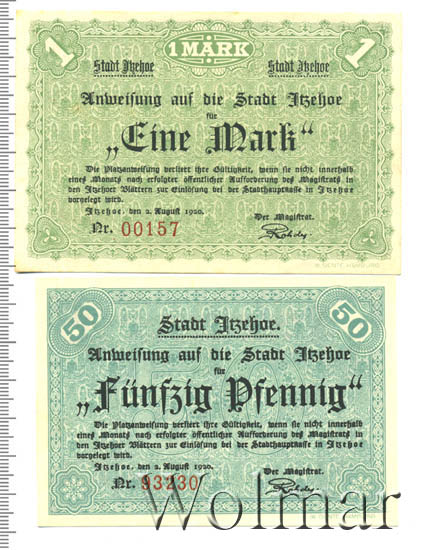 1 MARK
1
1
Stadt Itzehoe
Stadt Itzehoe
Anweisung auf die Stadt Itzehoe
für
„Eine Mark“
Die Platzanweisung verliert ihre Gültigkeit, wenn sie nicht innerhalb
eines Monats nach erfolgter öffentlicher Aufforderung des Magistrats in
den Itzehoer Blättern zur Einlösung bei der Stadthauptkasse in Itzehoe
vorgelegt wird.
Itzehoe, den 2. August 1920.
Der Magistrat.
Nr. 00157
50
50
Stadt Itzehoe.
Anweisung auf die Stadt Itzehoe
für
„Fünfzig Pfennig“
Die Platzanweisung verliert ihre Gültigkeit, wenn sie nicht innerhalb
eines Monats nach erfolgter öffentlicher Aufforderung des Magistrats in
den Itzehoer Blättern zur Einlösung bei der Stadthauptkasse in Itzehoe
vorgelegt wird.
Itzehoe, den 2. August 1920.
Der Magistrat.
Nr. 93230
Wolmar